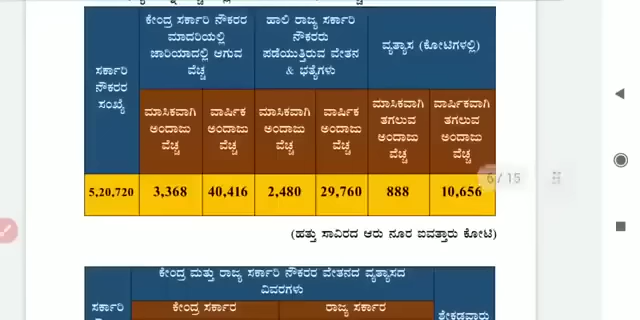 ಕೇಂದ್ರ ಸರ್ಕಾರಿ ನೌಕರರ
ಮಾದರಿಯಲ್ಲಿ
ಜಾರಿಯಾದಲ್ಲಿ ಆಗುವ
ವೆಚ್ಚ
ಹಾಲಿ ರಾಜ್ಯ ಸರ್ಕಾರಿ
ನೌಕರರು
ಪಡೆಯುತ್ತಿರುವ ವೇತನ
& ಭತ್ಯೆಗಳು
ವ್ಯತ್ಯಾಸ (ಕೋಟಿಗಳಲ್ಲಿ)
ಸರ್ಕಾರಿ
ನೌಕರರ
ಸಂಖ್ಯೆ
ಮಾಸಿಕವಾಗಿ
ಅಂದಾಜು
ವೆಚ್ಚ
ವಾರ್ಷಿಕ
ಅಂದಾಜು
ವೆಚ್ಚ
ಮಾಸಿಕವಾಗಿ
ಅಂದಾಜು
ವೆಚ್ಚ
ವಾರ್ಷಿಕ
ಅಂದಾಜು
ವೆಚ್ಚ
ಮಾಸಿಕವಾಗಿ
ತಗಲುವ
ಅಂದಾಜು
ವೆಚ್ಚ
ವಾರ್ಷಿಕವಾಗಿ
ತಗಲುವ
ಅಂದಾಜು
ವೆಚ್ಚ
6 / 15
5,20,720 3,368 40,416 2,480 29,760 888 10,656
(ಹತ್ತು ಸಾವಿರದ ಆರು ನೂರ ಐವತ್ತಾರು ಕೋಟಿ)
ಕೇಂದ್ರ ಮತ್ತು ರಾಜ್ಯ ಸರ್ಕಾರಿ ನೌಕರರ ವೇತನದ ವ್ಯತ್ಯಾಸದ
ವಿವರಗಳು
ಸರ್ಕಾರಿ
ಕೇಂದ್ರ ಸರ್ಕಾರ
ರಾಜ್ಯ ಸರ್ಕಾರ
ಶೇಕಡವಾರು